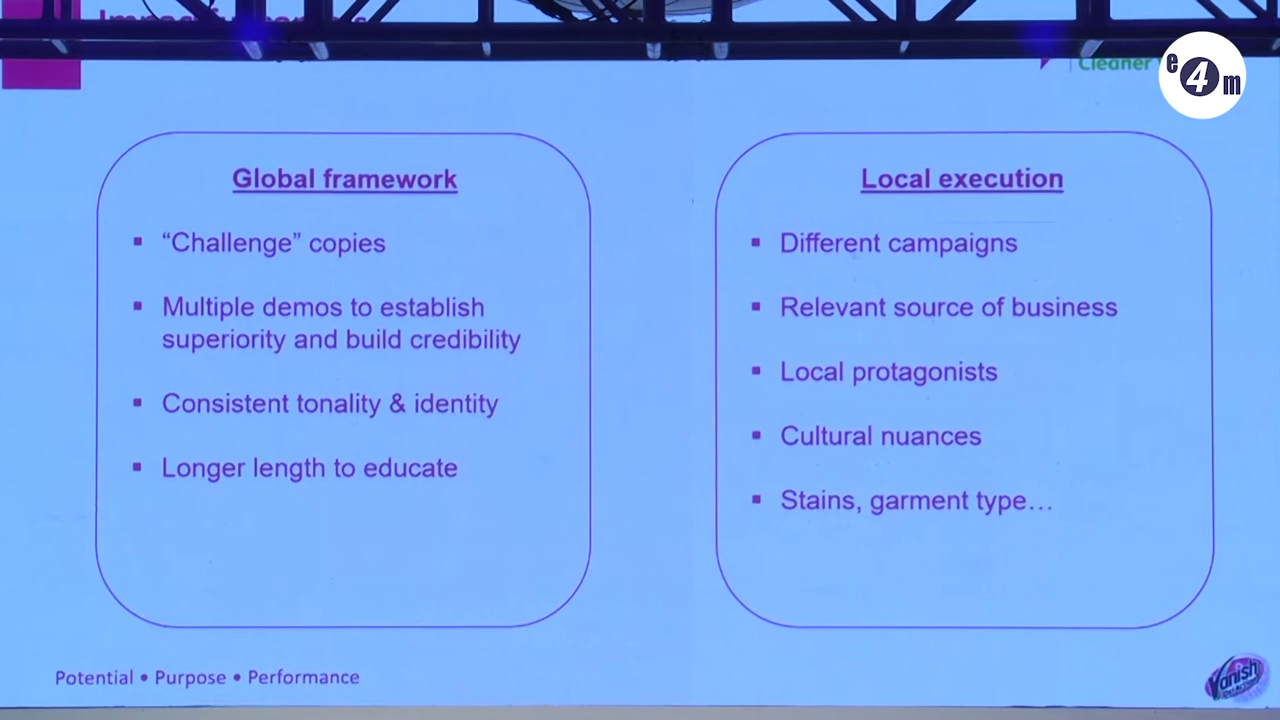 Cleaner
e4m
Global framework
▪ “Challenge” copies
▪ Multiple demos to establish
superiority and build credibility
▪ Consistent tonality & identity
▪ Longer length to educate
Local execution
▪ Different campaigns
▪ Relevant source of business
▪ Local protagonists
▪ Cultural nuances
▪ Stains, garment type…
Potential • Purpose • Performance
Vanish